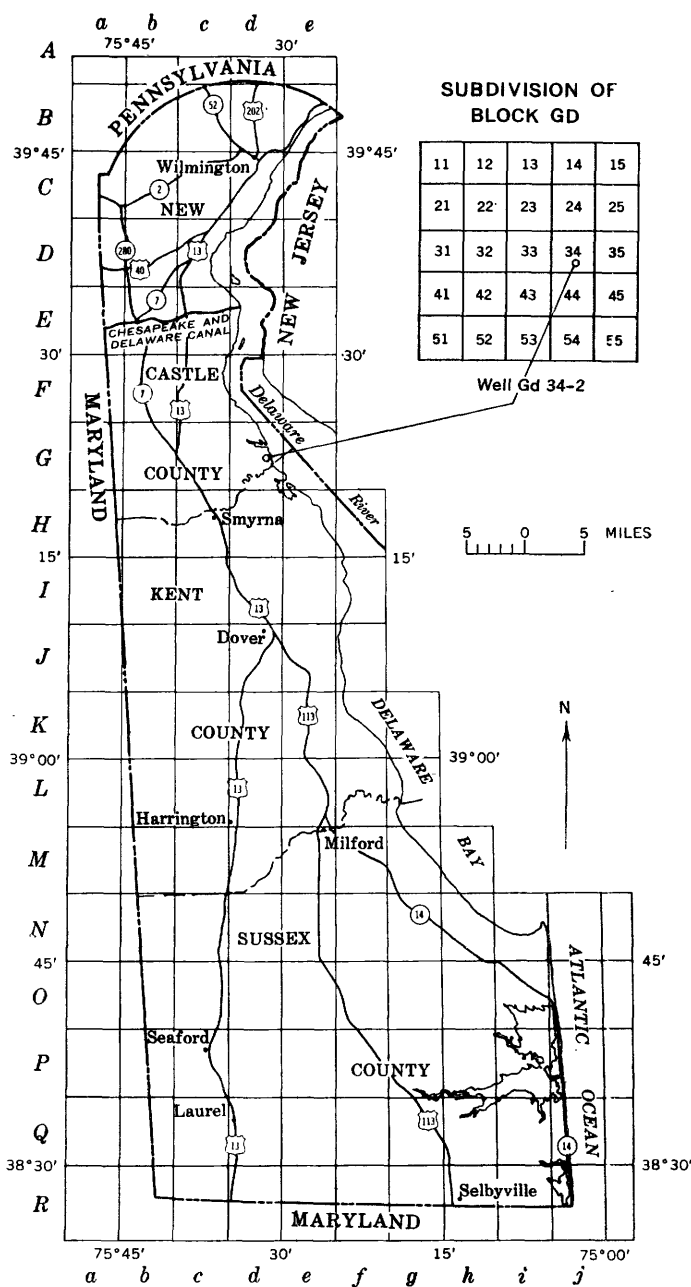 a b c d e
75°45' 30'
A
PENNSYLVANIA
B
52
202
39°45'
39°45'
Wilmington
C
2
NEW
NEW JERSEY
D
280
40
13
7
E
CHESAPEAKE AND
DELAWARE CANAL
30'
30'
CASTLE
F
7
13
Delaware River
MARYLAND
G
COUNTY
H
Smyrna
15'
15'
I
KENT
13
Dover
J
K
COUNTY
113
DELAWARE BAY
39°00'
39°00'
L
13
Harrington
Milford
M
N
14
SUSSEX
45'
45'
ATLANTIC OCEAN
O
Seaford
P
COUNTY
Laurel
Q
13
113
14
38°30'
38°30'
R
Selbyville
MARYLAND
75°45' 30' 15' 75°00'
a b c d e f g h i j
SUBDIVISION OF
BLOCK GD
11 12 13 14 15
21 22 23 24 25
31 32 33 34 35
41 42 43 44 45
51 52 53 54 55
Well Gd 34-2
5 0 5 MILES
N